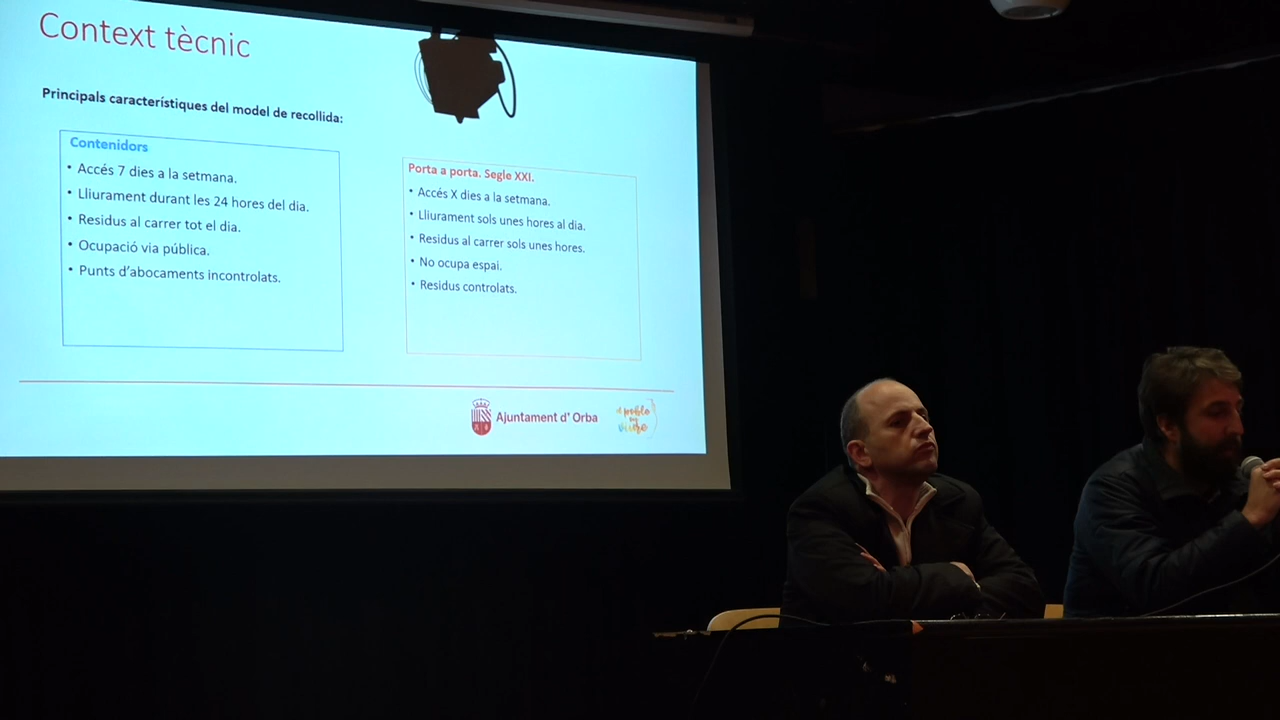 Context tècnic
Principals característiques del model de recollida:
Contenidors
• Accés 7 dies a la setmana.
• Lliurament durant les 24 hores del dia.
• Residus al carrer tot el dia.
• Ocupació via pública.
• Punts d'abocaments incontrolats.
Porta a porta. Segle XXI.
• Accés X dies a la setmana.
• Lliurament sols unes hores al dia.
• Residus al carrer sols unes hores.
• No ocupa espai.
• Residus controlats.
Ajuntament d' Orba